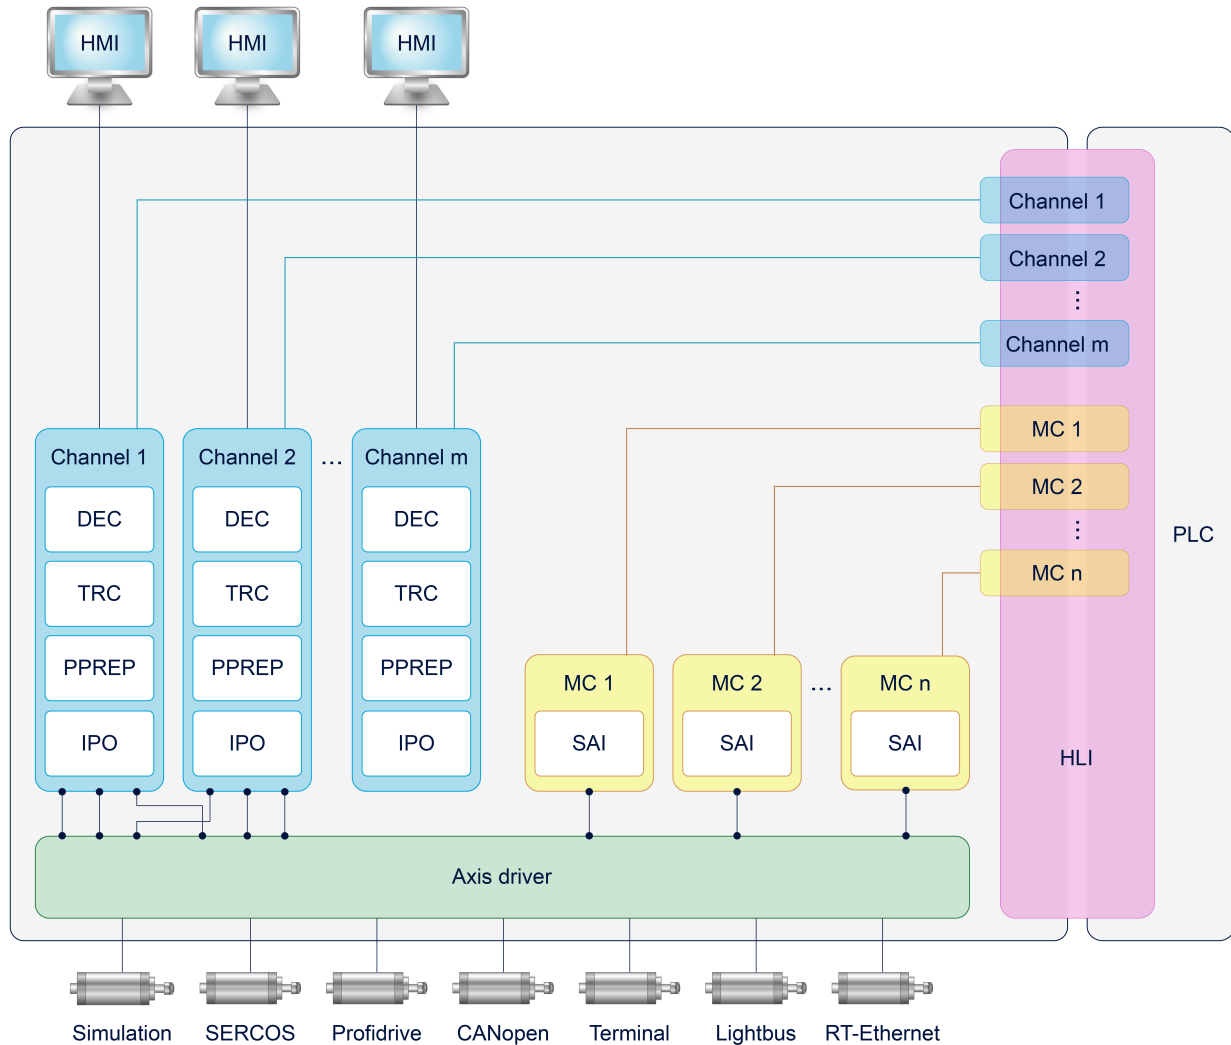 HMI
HMI
HMI
Channel 1
Channel 2
⋮
Channel m
MC 1
MC 2
⋮
MC n
HLI
PLC
Channel 1
DEC
TRC
PPREP
IPO
Channel 2
DEC
TRC
PPREP
IPO
...
Channel m
DEC
TRC
PPREP
IPO
MC 1
SAI
MC 2
SAI
...
MC n
SAI
Axis driver
Simulation
SERCOS
Profidrive
CANopen
Terminal
Lightbus
RT-Ethernet